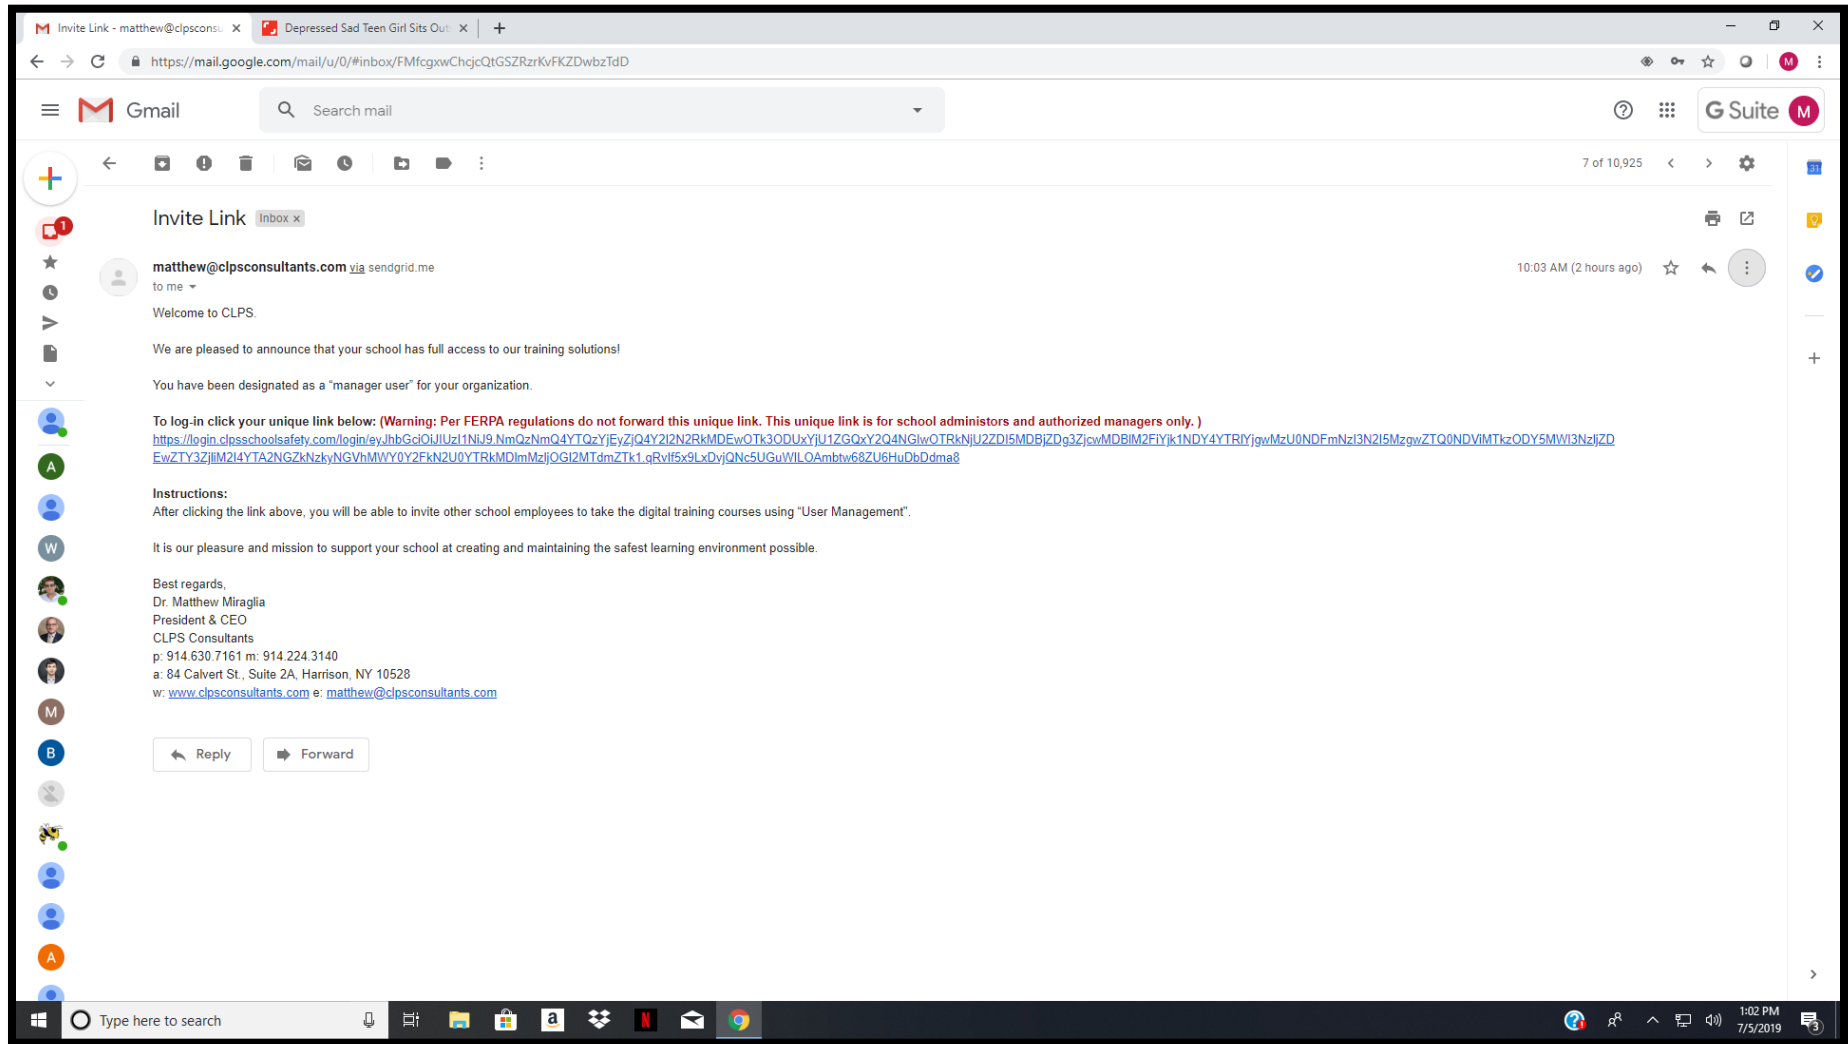 Invite Link - matthew@clpsconsu
Depressed Sad Teen Girl Sits Out
https://mail.google.com/mail/u/0/#inbox/FMfcgxwChcjcQtGSZRzrKvFKZDwbzTdD
M
Gmail
Search mail
G Suite
M
7 of 10,925
31
1
Invite Link
Inbox x
matthew@clpsconsultants.com via sendgrid.me
10:03 AM (2 hours ago)
to me
Welcome to CLPS.
We are pleased to announce that your school has full access to our training solutions!
You have been designated as a “manager user” for your organization.
To log-in click your unique link below: (Warning: Per FERPA regulations do not forward this unique link. This unique link is for school administors and authorized managers only. )
Instructions:
After clicking the link above, you will be able to invite other school employees to take the digital training courses using “User Management”.
It is our pleasure and mission to support your school at creating and maintaining the safest learning environment possible.
Best regards,
Dr. Matthew Miraglia
President & CEO
CLPS Consultants
p: 914.630.7161 m: 914.224.3140
a: 84 Calvert St., Suite 2A, Harrison, NY 10528
w: www.clpsconsultants.com e: matthew@clpsconsultants.com
Reply
Forward
A
W
M
B
A
Type here to search
a
N
1:02 PM
7/5/2019
3